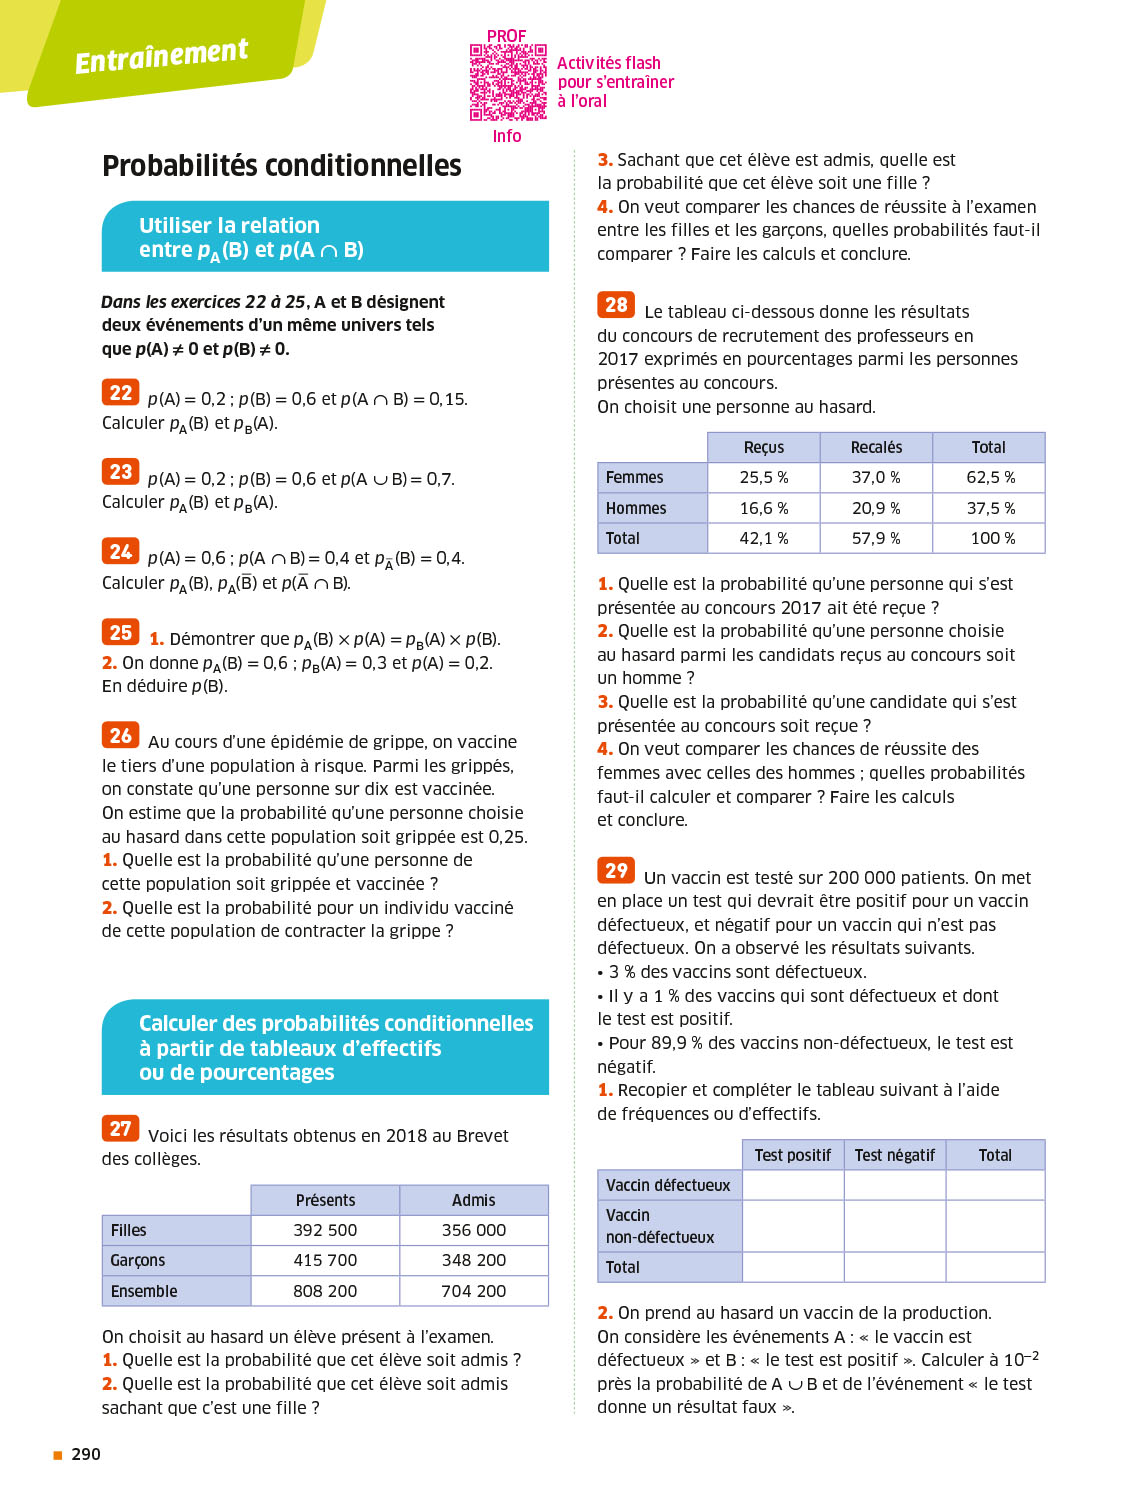 Entraînement
PROF
Activités flash
pour s'entraîner
à l'oral
Info
Probabilités conditionnelles
Utiliser la relation
entre pA(B) et p(A ∩ B)
Dans les exercices 22 à 25, A et B désignent
deux événements d'un même univers tels
que p(A) ≠ 0 et p(B) ≠ 0.
22 p(A) = 0,2 ; p(B) = 0,6 et p(A ∩ B) = 0,15.
Calculer pA(B) et pB(A).
23 p(A) = 0,2 ; p(B) = 0,6 et p(A ∪ B) = 0,7.
Calculer pA(B) et pB(A).
24 p(A) = 0,6 ; p(A ∩ B) = 0,4 et pA̅(B) = 0,4.
Calculer pA(B), pA(B̅) et p(A̅ ∩ B).
25 1. Démontrer que pA(B) × p(A) = pB(A) × p(B).
2. On donne pA(B) = 0,6 ; pB(A) = 0,3 et p(A) = 0,2.
En déduire p(B).
26 Au cours d'une épidémie de grippe, on vaccine
le tiers d'une population à risque. Parmi les grippés,
on constate qu'une personne sur dix est vaccinée.
On estime que la probabilité qu'une personne choisie
au hasard dans cette population soit grippée est 0,25.
1. Quelle est la probabilité qu'une personne de
cette population soit grippée et vaccinée ?
2. Quelle est la probabilité pour un individu vacciné
de cette population de contracter la grippe ?
Calculer des probabilités conditionnelles
à partir de tableaux d'effectifs
ou de pourcentages
27 Voici les résultats obtenus en 2018 au Brevet
des collèges.
Présents Admis
Filles 392 500 356 000
Garçons 415 700 348 200
Ensemble 808 200 704 200
On choisit au hasard un élève présent à l'examen.
1. Quelle est la probabilité que cet élève soit admis ?
2. Quelle est la probabilité que cet élève soit admis
sachant que c'est une fille ?
3. Sachant que cet élève est admis, quelle est
la probabilité que cet élève soit une fille ?
4. On veut comparer les chances de réussite à l'examen
entre les filles et les garçons, quelles probabilités faut-il
comparer ? Faire les calculs et conclure.
28 Le tableau ci-dessous donne les résultats
du concours de recrutement des professeurs en
2017 exprimés en pourcentages parmi les personnes
présentes au concours.
On choisit une personne au hasard.
Reçus Recalés Total
Femmes 25,5 % 37,0 % 62,5 %
Hommes 16,6 % 20,9 % 37,5 %
Total 42,1 % 57,9 % 100 %
1. Quelle est la probabilité qu'une personne qui s'est
présentée au concours 2017 ait été reçue ?
2. Quelle est la probabilité qu'une personne choisie
au hasard parmi les candidats reçus au concours soit
un homme ?
3. Quelle est la probabilité qu'une candidate qui s'est
présentée au concours soit reçue ?
4. On veut comparer les chances de réussite des
femmes avec celles des hommes ; quelles probabilités
faut-il calculer et comparer ? Faire les calculs
et conclure.
29 Un vaccin est testé sur 200 000 patients. On met
en place un test qui devrait être positif pour un vaccin
défectueux, et négatif pour un vaccin qui n'est pas
défectueux. On a observé les résultats suivants.
• 3 % des vaccins sont défectueux.
• Il y a 1 % des vaccins qui sont défectueux et dont
le test est positif.
• Pour 89,9 % des vaccins non-défectueux, le test est
négatif.
1. Recopier et compléter le tableau suivant à l'aide
de fréquences ou d'effectifs.
Test positif Test négatif Total
Vaccin défectueux
Vaccin
non-défectueux
Total
2. On prend au hasard un vaccin de la production.
On considère les événements A : « le vaccin est
défectueux » et B : « le test est positif ». Calculer à 10⁻²
près la probabilité de A ∪ B et de l'événement « le test
donne un résultat faux ».
290